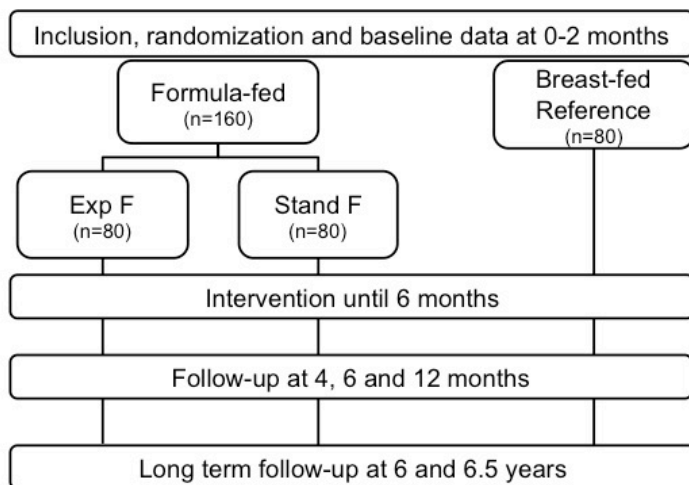 Inclusion, randomization and baseline data at 0-2 months
Formula-fed
(n=160)
Breast-fed
Reference
(n=80)
Exp F
(n=80)
Stand F
(n=80)
Intervention until 6 months
Follow-up at 4, 6 and 12 months
Long term follow-up at 6 and 6.5 years